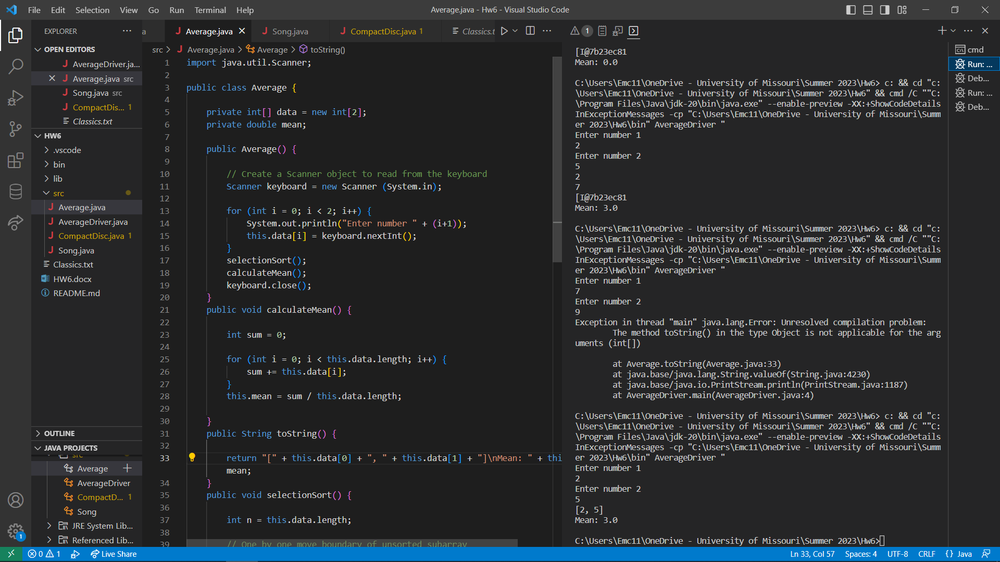 File Edit Selection View Go Run Terminal Help
Average.java - Hw6 - Visual Studio Code
EXPLORER ...
OPEN EDITORS
AverageDriver.ja...
Average.java src
Song.java src
CompactDis... 1
Classics.txt
HW6
.vscode
bin
lib
src
Average.java
AverageDriver.java
CompactDisc.java 1
Song.java
Classics.txt
HW6.docx
README.md
OUTLINE
JAVA PROJECTS
src
Average
AverageDriver
CompactD... 1
Song
JRE System Lib...
Referenced Lib...
a Average.java Song.java CompactDisc.java 1 Classics.t
src > Average.java > Average > toString()
1 import java.util.Scanner;
2
3 public class Average {
4
5 private int[] data = new int[2];
6 private double mean;
7
8 public Average() {
9
10 // Create a Scanner object to read from the keyboard
11 Scanner keyboard = new Scanner (System.in);
12
13 for (int i = 0; i < 2; i++) {
14 System.out.println("Enter number " + (i+1));
15 this.data[i] = keyboard.nextInt();
16 }
17 selectionSort();
18 calculateMean();
19 keyboard.close();
20 }
21 public void calculateMean() {
22
23 int sum = 0;
24
25 for (int i = 0; i < this.data.length; i++) {
26 sum += this.data[i];
27 }
28 this.mean = sum / this.data.length;
29
30 }
31 public String toString() {
32
33 return "[" + this.data[0] + ", " + this.data[1] + "]\nMean: " + thi
mean;
34 }
35 public void selectionSort() {
36
37 int n = this.data.length;
38
39 // One by one move boundary of unsorted subarray
1
[I@7b23ec81
Mean: 0.0
C:\Users\Emc11\OneDrive - University of Missouri\Summer 2023\Hw6> c: && cd "c:
\Users\Emc11\OneDrive - University of Missouri\Summer 2023\Hw6" && cmd /C ""C:
\Program Files\Java\jdk-20\bin\java.exe" --enable-preview -XX:+ShowCodeDetails
InExceptionMessages -cp "C:\Users\Emc11\OneDrive - University of Missouri\Summ
er 2023\Hw6\bin" AverageDriver "
Enter number 1
2
Enter number 2
5
2
7
[I@7b23ec81
Mean: 3.0
C:\Users\Emc11\OneDrive - University of Missouri\Summer 2023\Hw6> c: && cd "c:
\Users\Emc11\OneDrive - University of Missouri\Summer 2023\Hw6" && cmd /C ""C:
\Program Files\Java\jdk-20\bin\java.exe" --enable-preview -XX:+ShowCodeDetails
InExceptionMessages -cp "C:\Users\Emc11\OneDrive - University of Missouri\Summ
er 2023\Hw6\bin" AverageDriver "
Enter number 1
7
Enter number 2
9
Exception in thread "main" java.lang.Error: Unresolved compilation problem:
The method toString() in the type Object is not applicable for the arg
uments (int[])
at Average.toString(Average.java:33)
at java.base/java.lang.String.valueOf(String.java:4230)
at java.base/java.io.PrintStream.println(PrintStream.java:1187)
at AverageDriver.main(AverageDriver.java:4)
C:\Users\Emc11\OneDrive - University of Missouri\Summer 2023\Hw6> c: && cd "c:
\Users\Emc11\OneDrive - University of Missouri\Summer 2023\Hw6" && cmd /C ""C:
\Program Files\Java\jdk-20\bin\java.exe" --enable-preview -XX:+ShowCodeDetails
InExceptionMessages -cp "C:\Users\Emc11\OneDrive - University of Missouri\Summ
er 2023\Hw6\bin" AverageDriver "
Enter number 1
2
Enter number 2
5
[2, 5]
Mean: 3.0
C:\Users\Emc11\OneDrive - University of Missouri\Summer 2023\Hw6>
cmd
Run: ...
Deb...
Run: ...
Deb...
1
0 1 Live Share
Ln 33, Col 57 Spaces: 4 UTF-8 CRLF {} Java